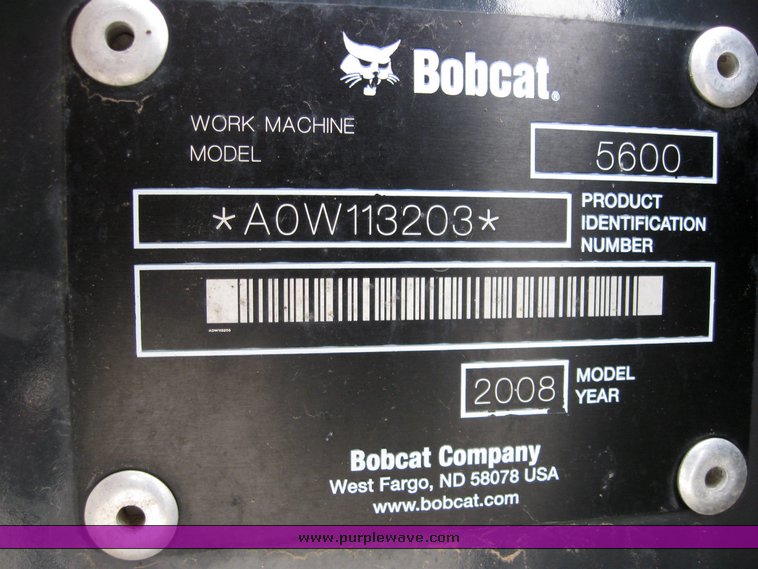 Bobcat®
WORK MACHINE
MODEL
5600
*A0W113203*
PRODUCT
IDENTIFICATION
NUMBER
2008
MODEL
YEAR
Bobcat Company
West Fargo, ND 58078 USA
www.bobcat.com
www.purplewave.com